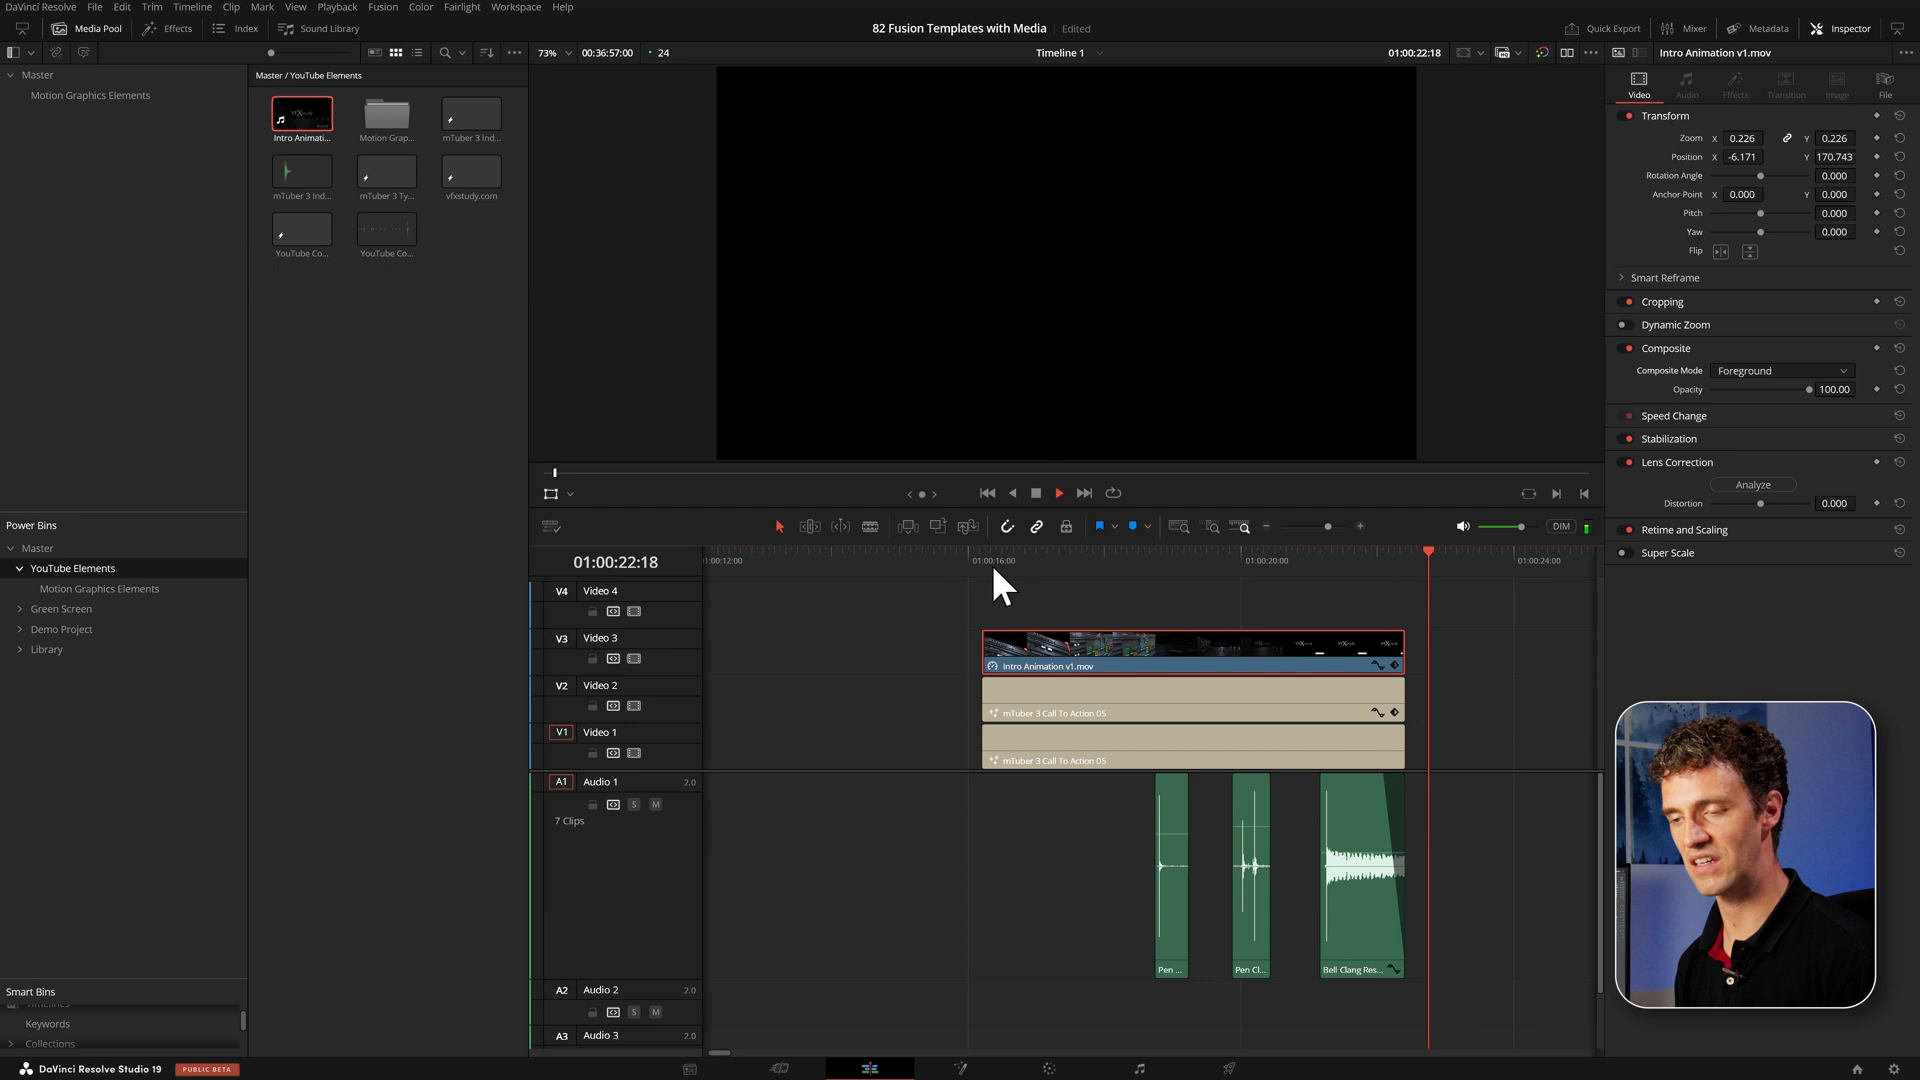 DaVinci Resolve File Edit Trim Timeline Clip Mark View Playback Fusion Color Fairlight Workspace Help
Media Pool Effects Index Sound Library 82 Fusion Templates with Media Edited Quick Export Mixer Metadata Inspector
73% 00:36:57:00 24 Timeline 1 01:00:22:18 Intro Animation v1.mov
Master
Motion Graphics Elements
Master / YouTube Elements
Intro Animati... Motion Grap... mTuber 3 Ind...
mTuber 3 Ind... mTuber 3 Ty... vfxstudy.com
YouTube Co... YouTube Co...
Video Audio Effects Transition Image File
Transform
Zoom X 0.226 Y 0.226
Position X -6.171 Y 170.743
Rotation Angle 0.000
Anchor Point X 0.000 Y 0.000
Pitch 0.000
Yaw 0.000
Flip
Smart Reframe
Cropping
Dynamic Zoom
Composite
Composite Mode Foreground
Opacity 100.00
Speed Change
Stabilization
Lens Correction
Analyze
Distortion 0.000
Retime and Scaling
Super Scale
Power Bins
Master
YouTube Elements
Motion Graphics Elements
Green Screen
Demo Project
Library
Smart Bins
Keywords
Collections
DIM
01:00:22:18 01:00:12:00 01:00:16:00 01:00:20:00 01:00:24:00
V4 Video 4
V3 Video 3
Intro Animation v1.mov
V2 Video 2
mTuber 3 Call To Action 05
V1 Video 1
mTuber 3 Call To Action 05
A1 Audio 1 2.0
S M
7 Clips
Pen ... Pen Cl... Bell Clang Res...
A2 Audio 2 2.0
S M
A3 Audio 3 2.0
DaVinci Resolve Studio 19 PUBLIC BETA